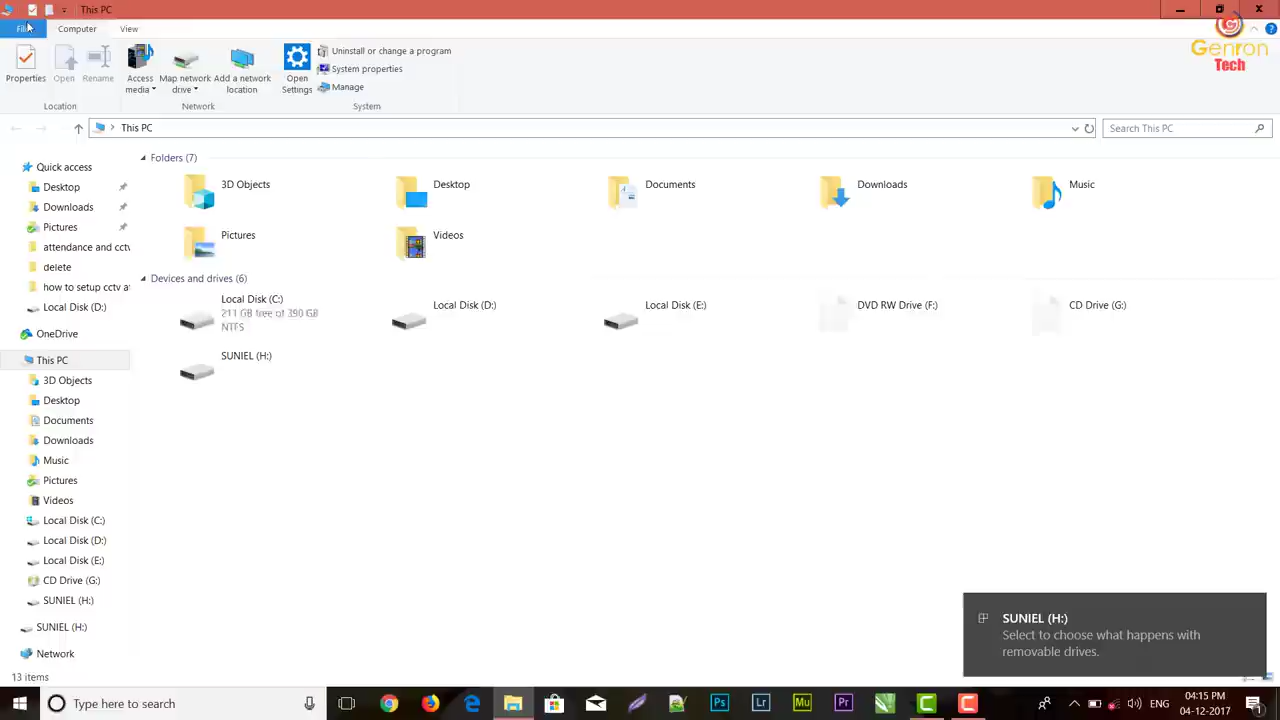 This PC
File
Computer
View
Genron
Tech
Properties
Open
Rename
Access
media
Map network
drive
Add a network
location
Open
Settings
Uninstall or change a program
System properties
Manage
Location
Network
System
This PC
Search This PC
Quick access
Desktop
Downloads
Pictures
attendance and cctv
delete
how to setup cctv at
Local Disk (D:)
OneDrive
This PC
3D Objects
Desktop
Documents
Downloads
Music
Pictures
Videos
Local Disk (C:)
Local Disk (D:)
Local Disk (E:)
CD Drive (G:)
SUNIEL (H:)
SUNIEL (H:)
Network
Folders (7)
3D Objects
Desktop
Documents
Downloads
Music
Pictures
Videos
Devices and drives (6)
Local Disk (C:)
211 GB free of 390 GB
NTFS
Local Disk (D:)
Local Disk (E:)
DVD RW Drive (F:)
CD Drive (G:)
SUNIEL (H:)
SUNIEL (H:)
Select to choose what happens with
removable drives.
13 items
Type here to search
Ps
Lr
Mu
Pr
ENG
04:15 PM
04-12-2017